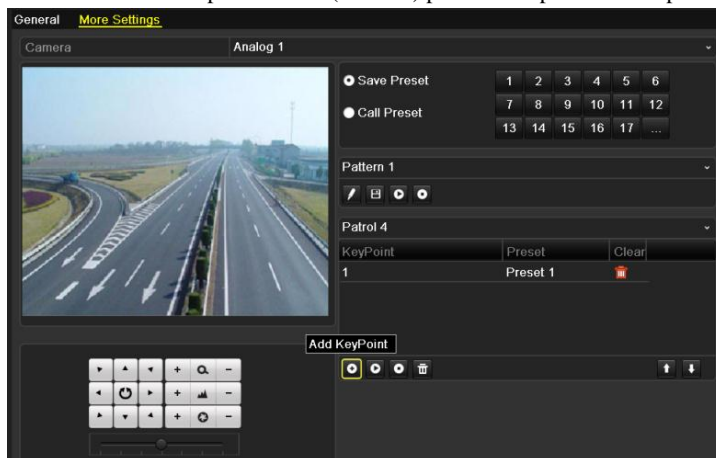 General More Settings
Camera Analog 1
Save Preset 1 2 3 4 5 6
Call Preset 7 8 9 10 11 12
13 14 15 16 17 ...
Pattern 1
Patrol 4
KeyPoint Preset Clear
1 Preset 1
Add KeyPoint